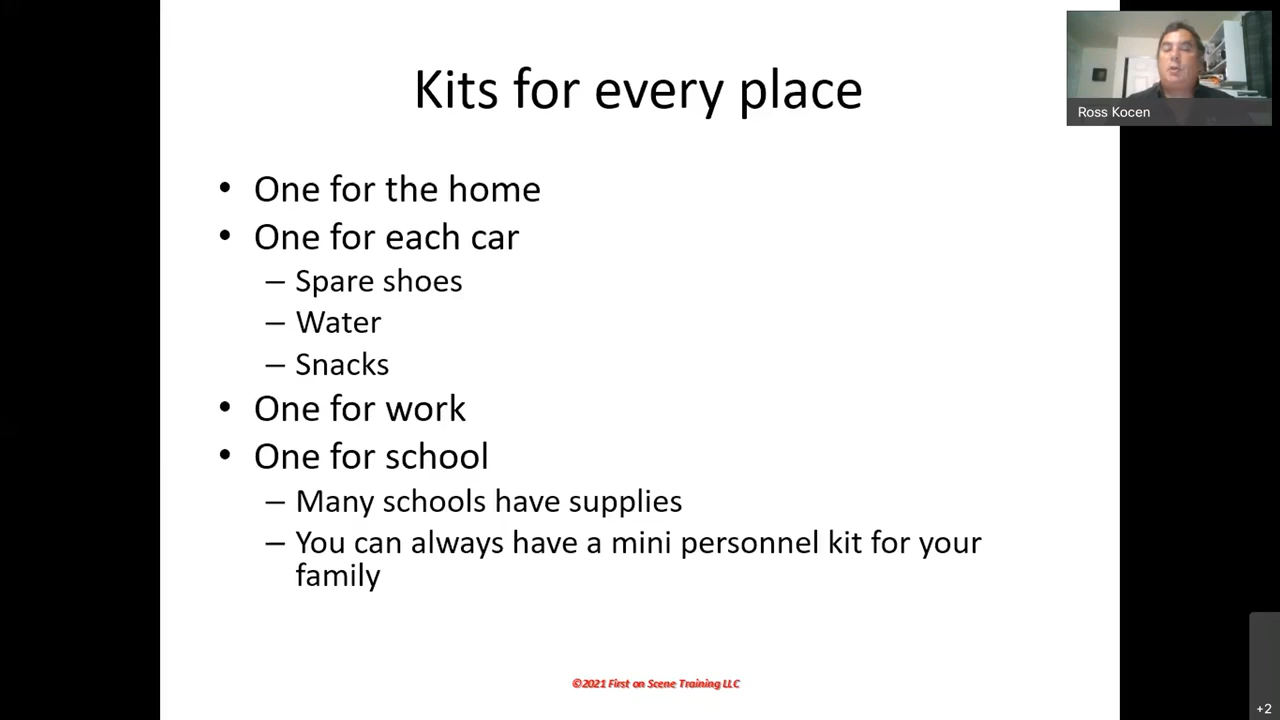 Kits for every place
Ross Kocen
• One for the home
• One for each car
– Spare shoes
– Water
– Snacks
• One for work
• One for school
– Many schools have supplies
– You can always have a mini personnel kit for your
family
©2021 First on Scene Training LLC
+2